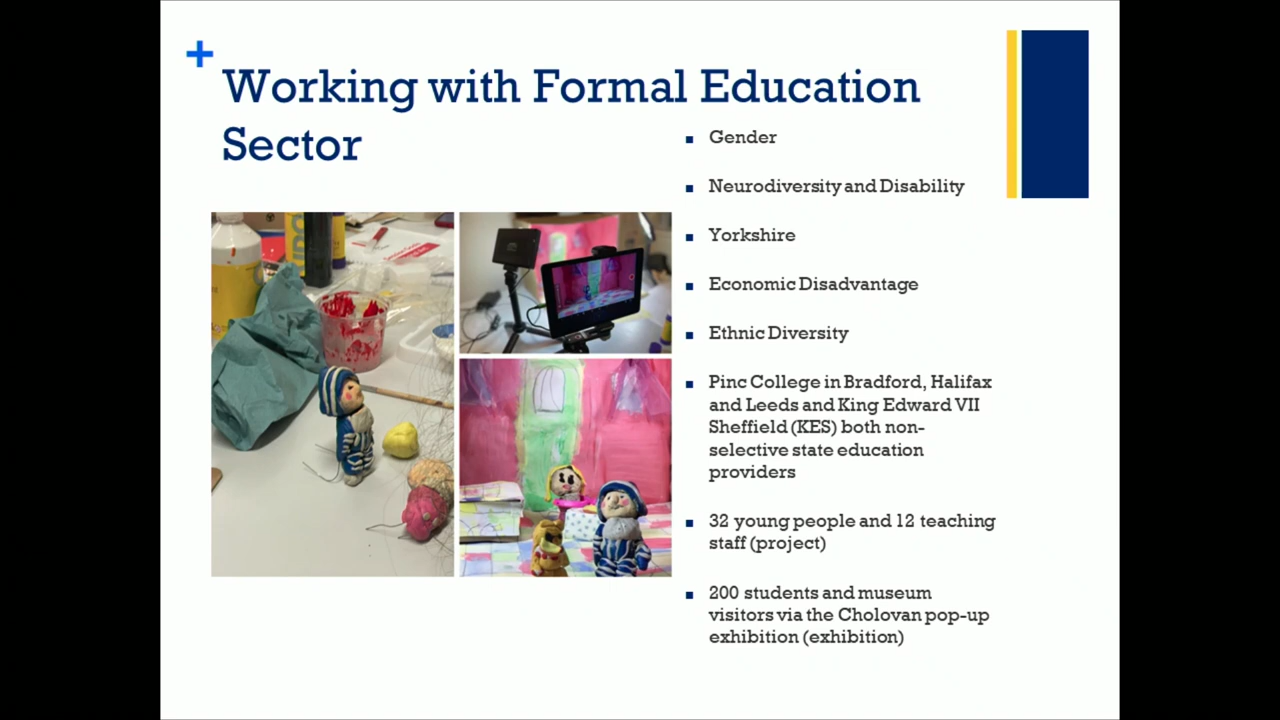 +
Working with Formal Education
Sector
Gender
Neurodiversity and Disability
Yorkshire
Economic Disadvantage
Ethnic Diversity
Pinc College in Bradford, Halifax
and Leeds and King Edward VII
Sheffield (KES) both non-
selective state education
providers
32 young people and 12 teaching
staff (project)
200 students and museum
visitors via the Cholovan pop-up
exhibition (exhibition)